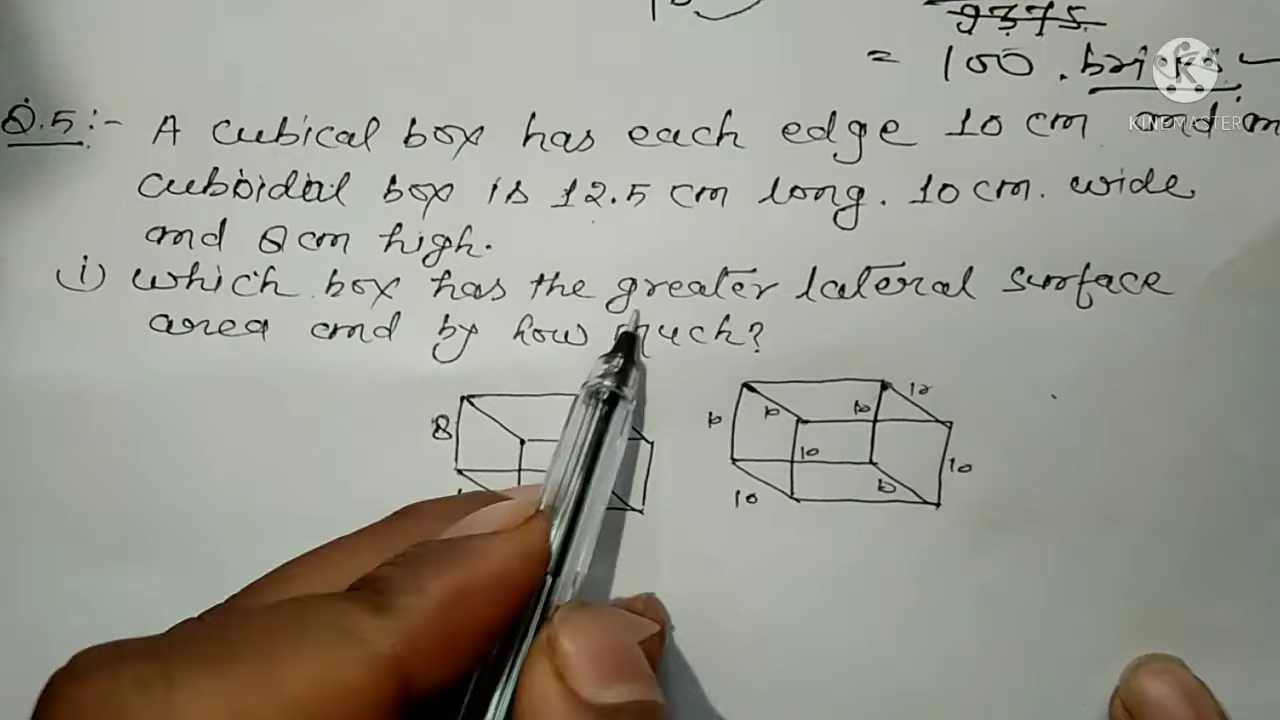 9375
= 100 . bricks
KINEMASTER
Q.5:- A cubical box has each edge 10 cm and
cuboidal box is 12.5 cm long. 10 cm. wide
and 8 cm high.
(i) which box has the greater lateral surface
area and by how much?
10
8 10 10
10 10 10
10 10